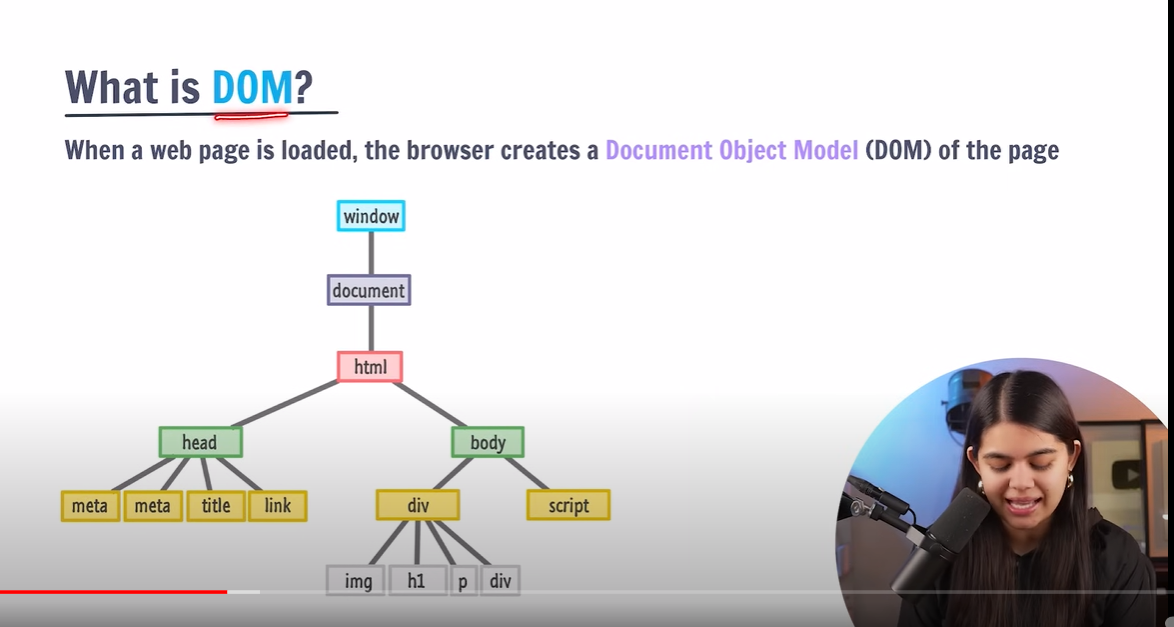 What is DOM?
When a web page is loaded, the browser creates a Document Object Model (DOM) of the page
window
document
html
head
body
meta
meta
title
link
div
script
img
h1
p
div